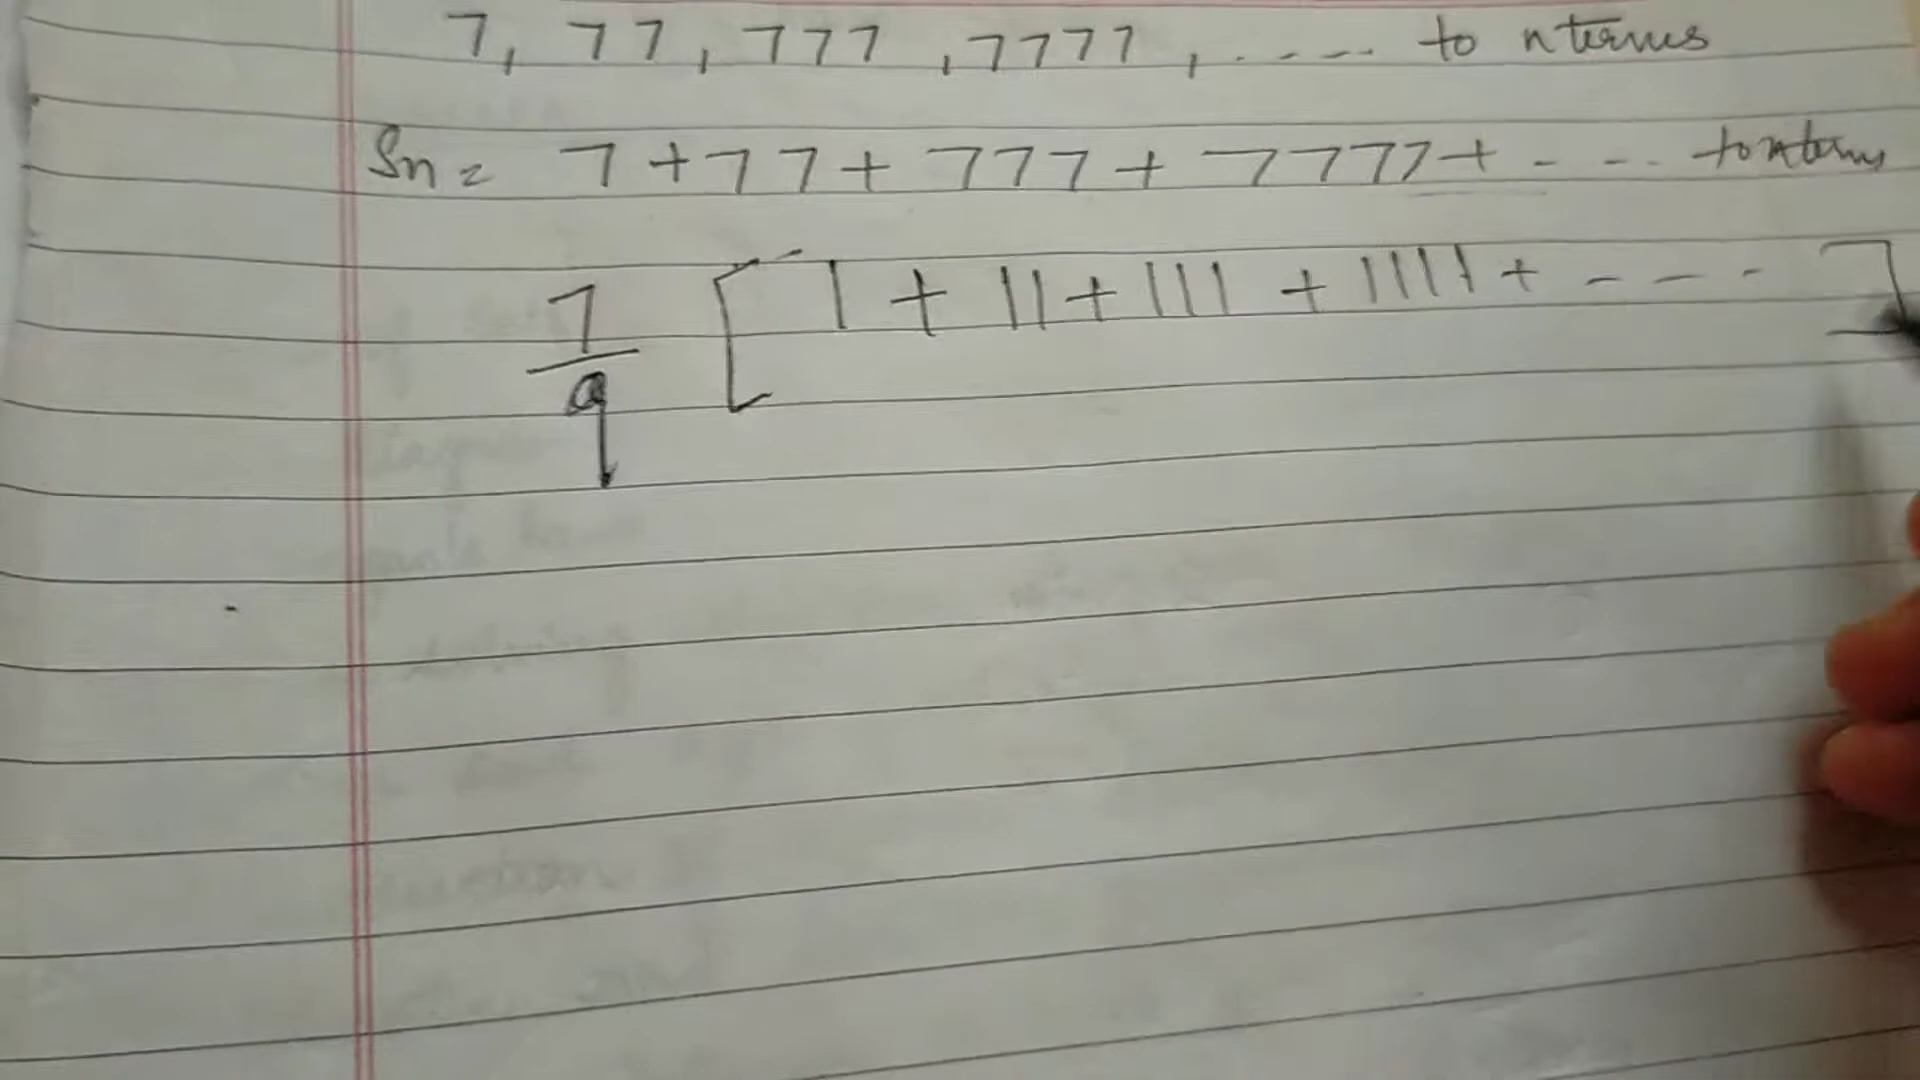 7, 77, 777, 7777, .---- to n terms
Sn = 7+77+ 777+ 7777+ - -- . to n terms
7/9 [ 1 + 11+111 + 1111+ - - - - ]